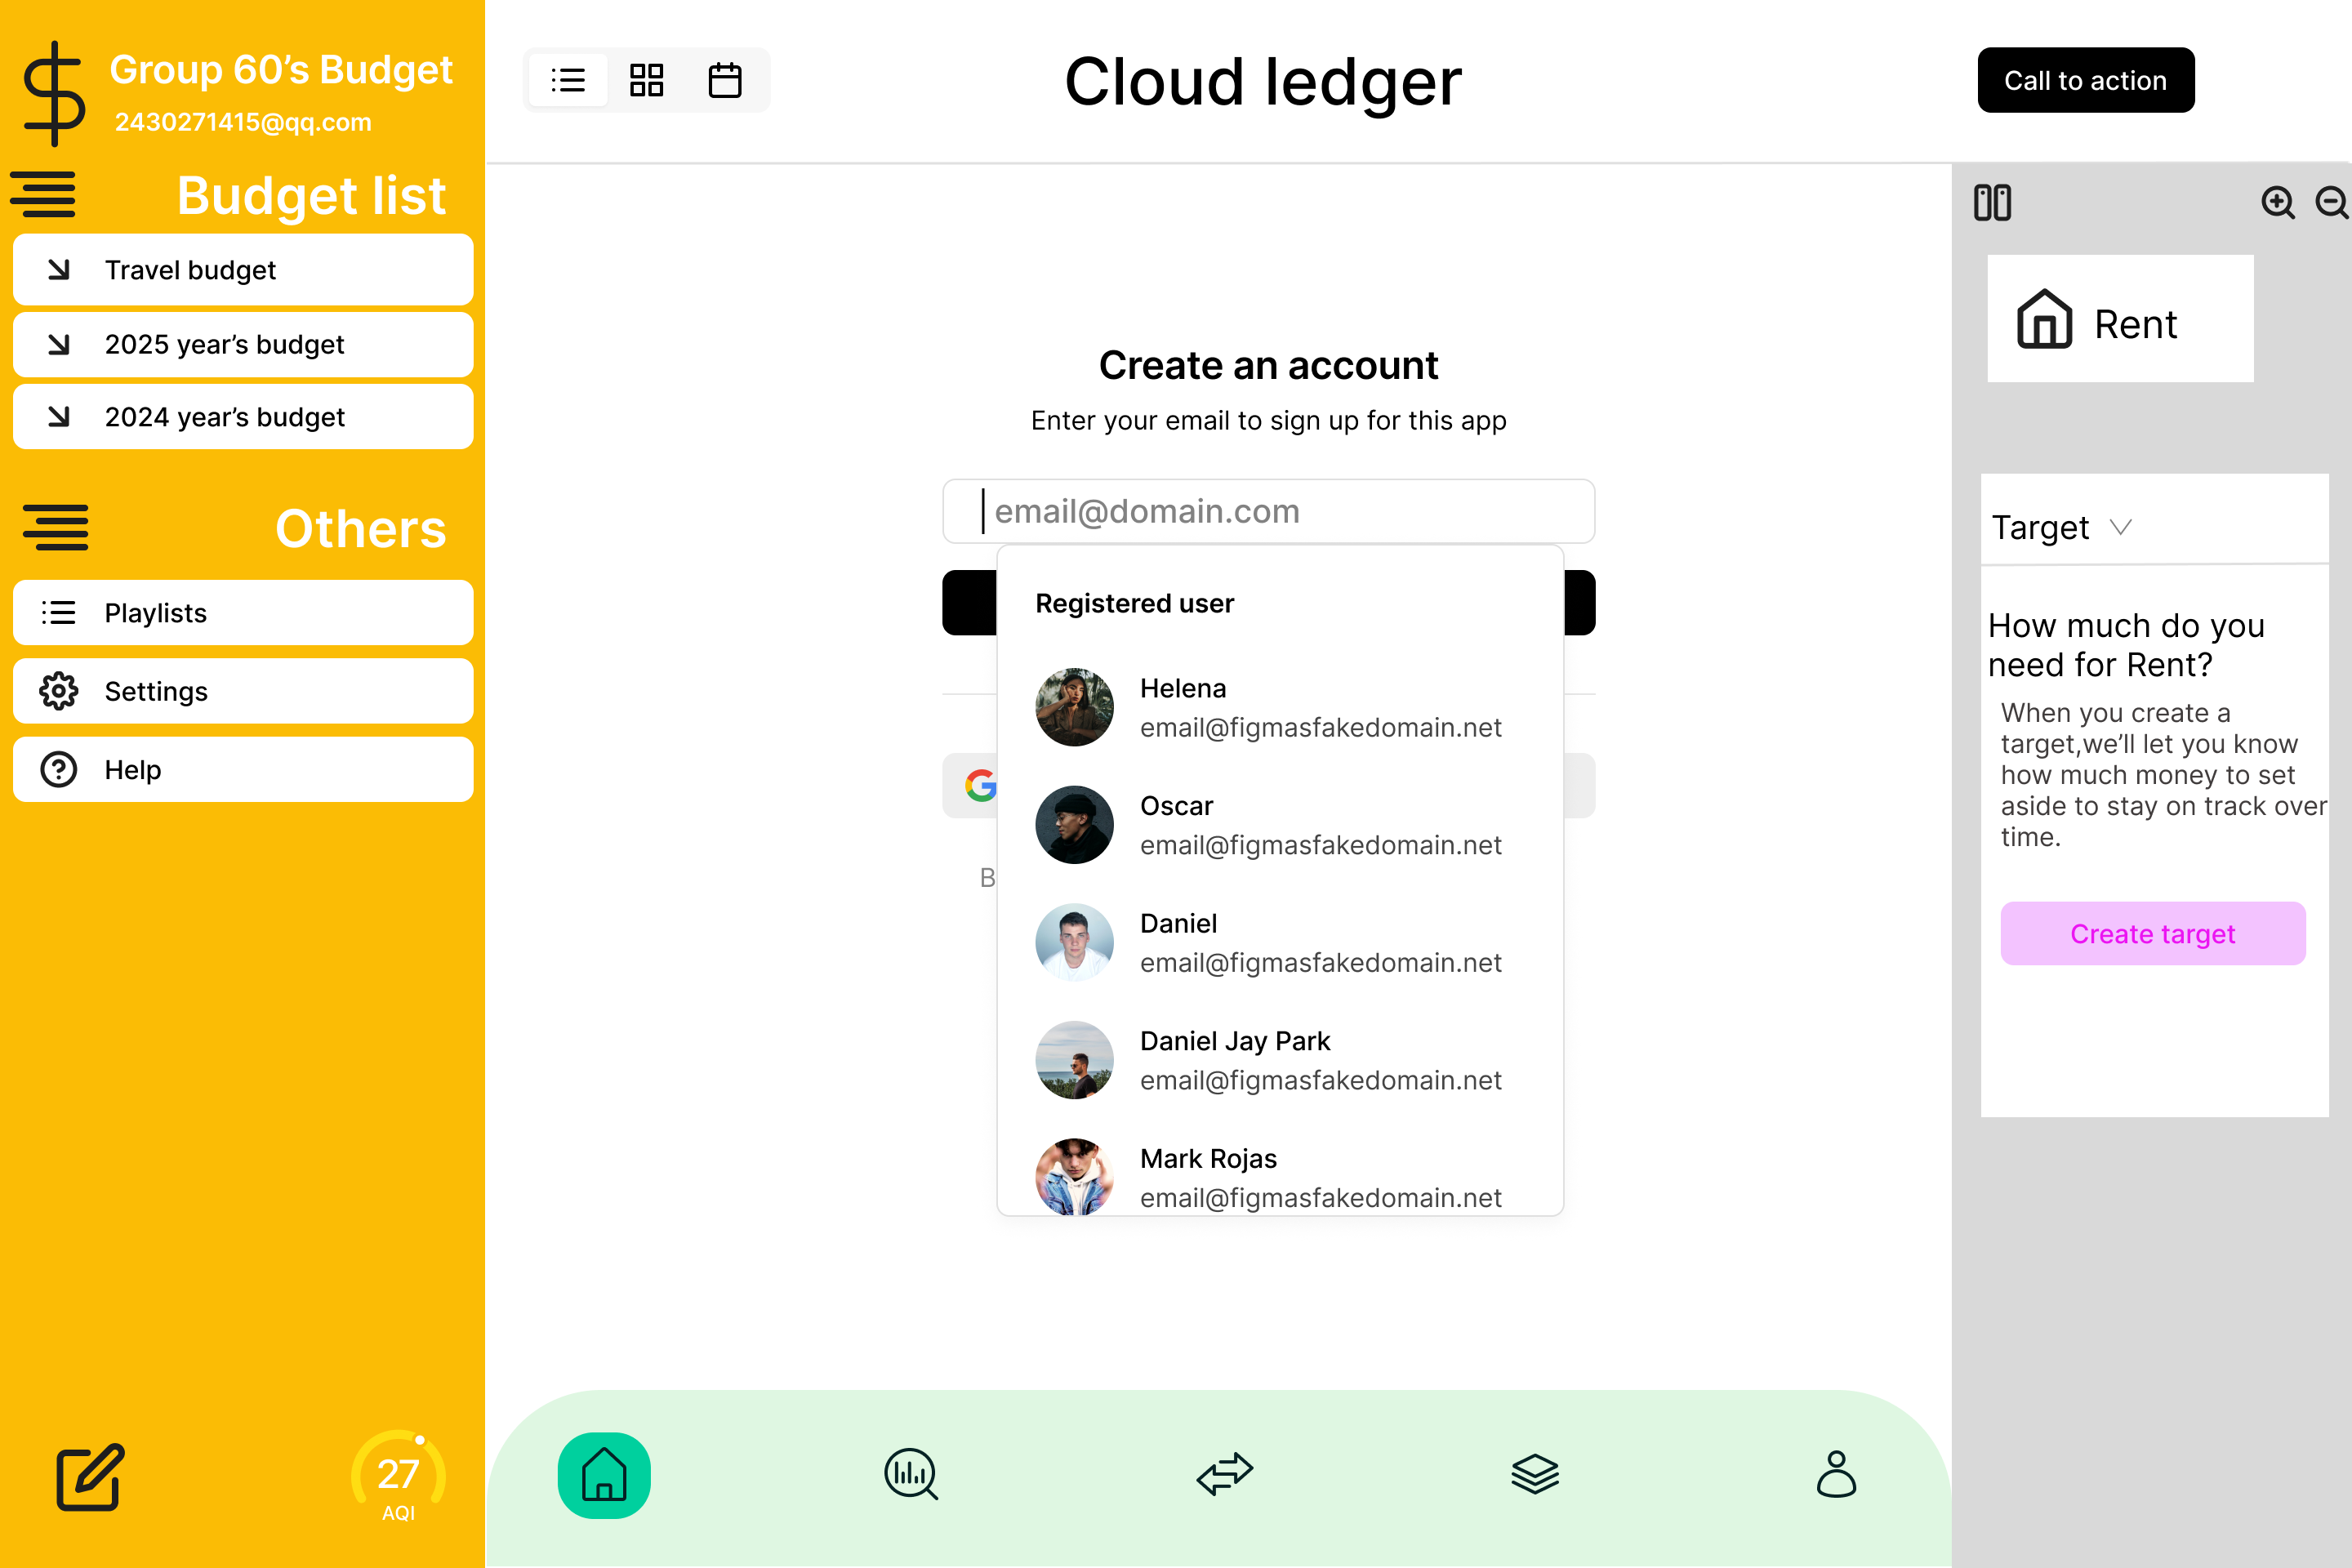 Group 60’s Budget
2430271415@qq.com
Budget list
Travel budget
2025 year’s budget
2024 year’s budget
Others
Playlists
Settings
Help
27
AQI
Cloud ledger
Call to action
Create an account
Enter your email to sign up for this app
email@domain.com
Registered user
Helena
email@figmasfakedomain.net
Oscar
email@figmasfakedomain.net
B
Daniel
email@figmasfakedomain.net
Daniel Jay Park
email@figmasfakedomain.net
Mark Rojas
email@figmasfakedomain.net
Rent
Target
How much do you
need for Rent?
When you create a
target,we’ll let you know
how much money to set
aside to stay on track over
time.
Create target